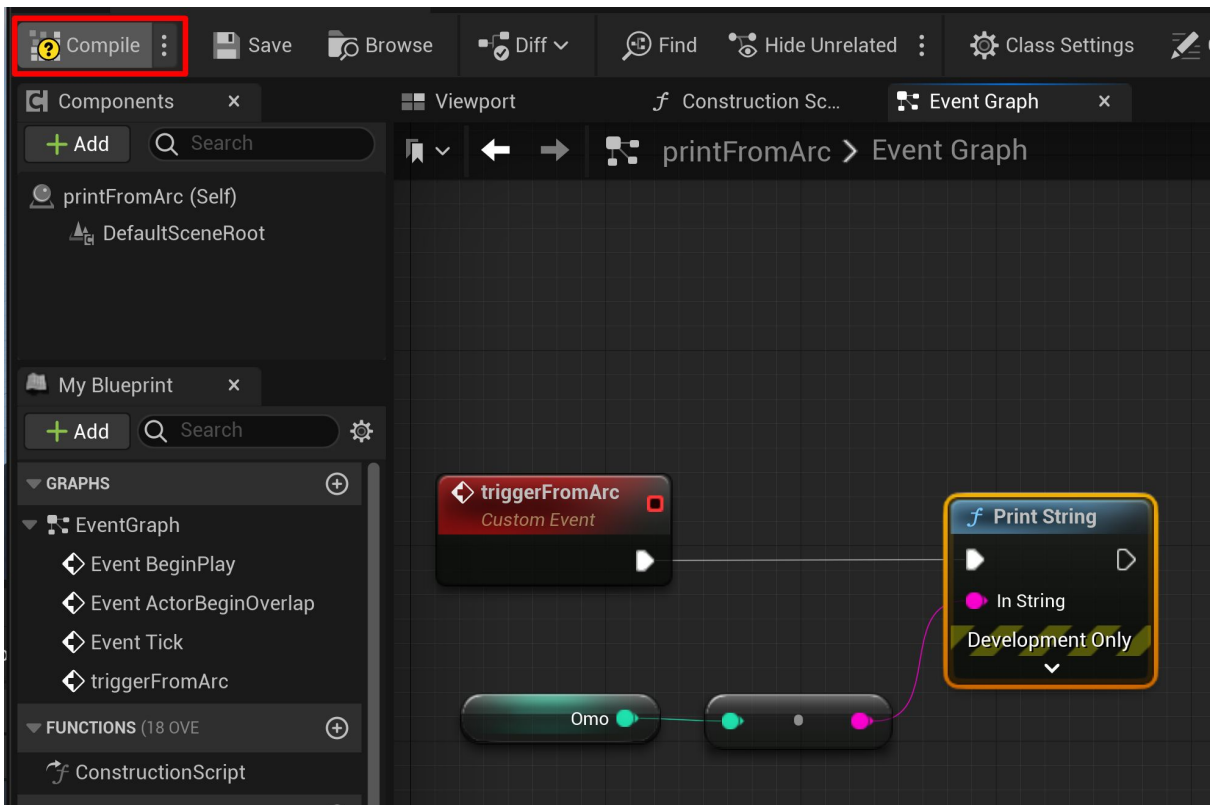 Compile
Save
Browse
Diff
Find
Hide Unrelated
Class Settings
Components
Viewport
Construction Sc...
Event Graph
Add
Search
printFromArc > Event Graph
printFromArc (Self)
DefaultSceneRoot
My Blueprint
Add
Search
GRAPHS
EventGraph
Event BeginPlay
Event ActorBeginOverlap
Event Tick
triggerFromArc
FUNCTIONS (18 OVE
ConstructionScript
triggerFromArc
Custom Event
Print String
In String
Development Only
Omo